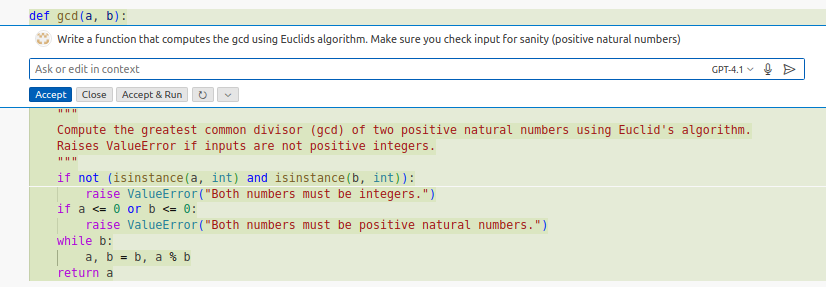 def gcd(a, b):
Write a function that computes the gcd using Euclids algorithm. Make sure you check input for sanity (positive natural numbers)
Ask or edit in context GPT-4.1
Accept Close Accept & Run
"""
Compute the greatest common divisor (gcd) of two positive natural numbers using Euclid's algorithm.
Raises ValueError if inputs are not positive integers.
"""
if not (isinstance(a, int) and isinstance(b, int)):
raise ValueError("Both numbers must be integers.")
if a <= 0 or b <= 0:
raise ValueError("Both numbers must be positive natural numbers.")
while b:
a, b = b, a % b
return a